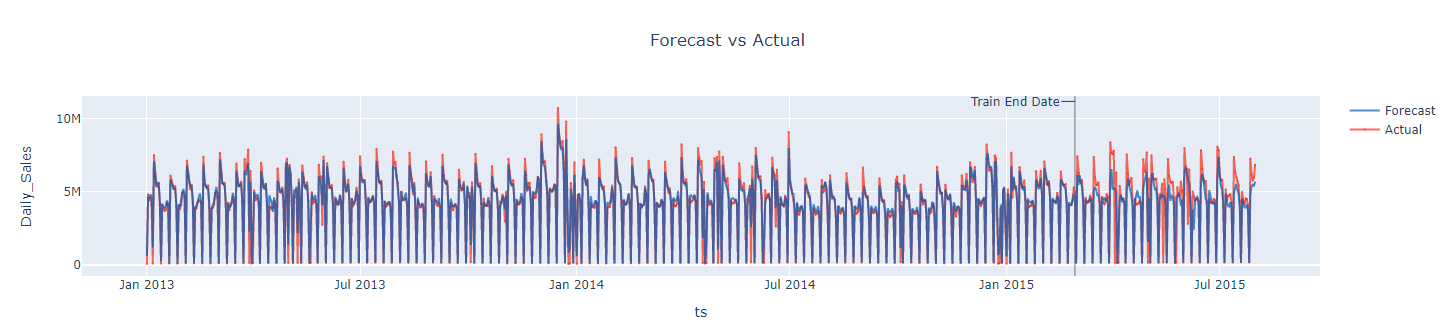 Forecast vs Actual
Train End Date
Forecast
Actual
10M
5M
0
Daily_Sales
Jan 2013
Jul 2013
Jan 2014
Jul 2014
Jan 2015
Jul 2015
ts